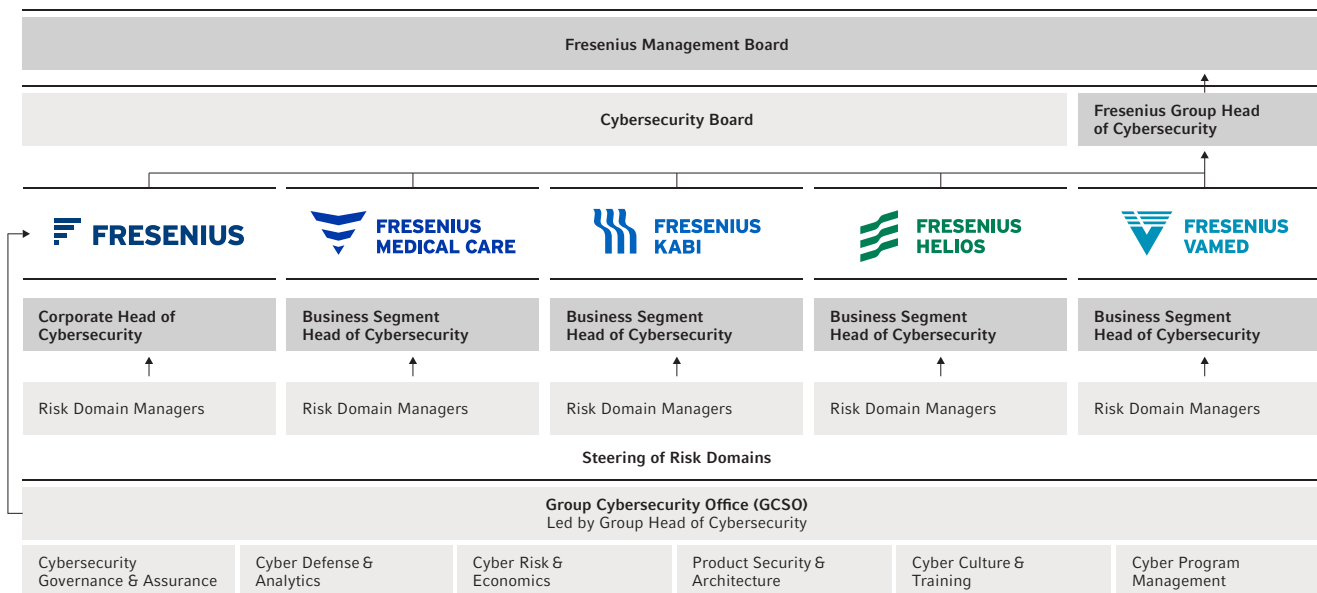 Fresenius Management Board
Cybersecurity Board
Fresenius Group Head
of Cybersecurity
FRESENIUS
FRESENIUS
MEDICAL CARE
FRESENIUS
KABI
FRESENIUS
HELIOS
FRESENIUS
VAMED
Corporate Head of
Cybersecurity
Business Segment
Head of Cybersecurity
Business Segment
Head of Cybersecurity
Business Segment
Head of Cybersecurity
Business Segment
Head of Cybersecurity
Risk Domain Managers
Risk Domain Managers
Risk Domain Managers
Risk Domain Managers
Risk Domain Managers
Steering of Risk Domains
Group Cybersecurity Office (GCSO)
Led by Group Head of Cybersecurity
Cybersecurity
Governance & Assurance
Cyber Defense &
Analytics
Cyber Risk &
Economics
Product Security &
Architecture
Cyber Culture &
Training
Cyber Program
Management